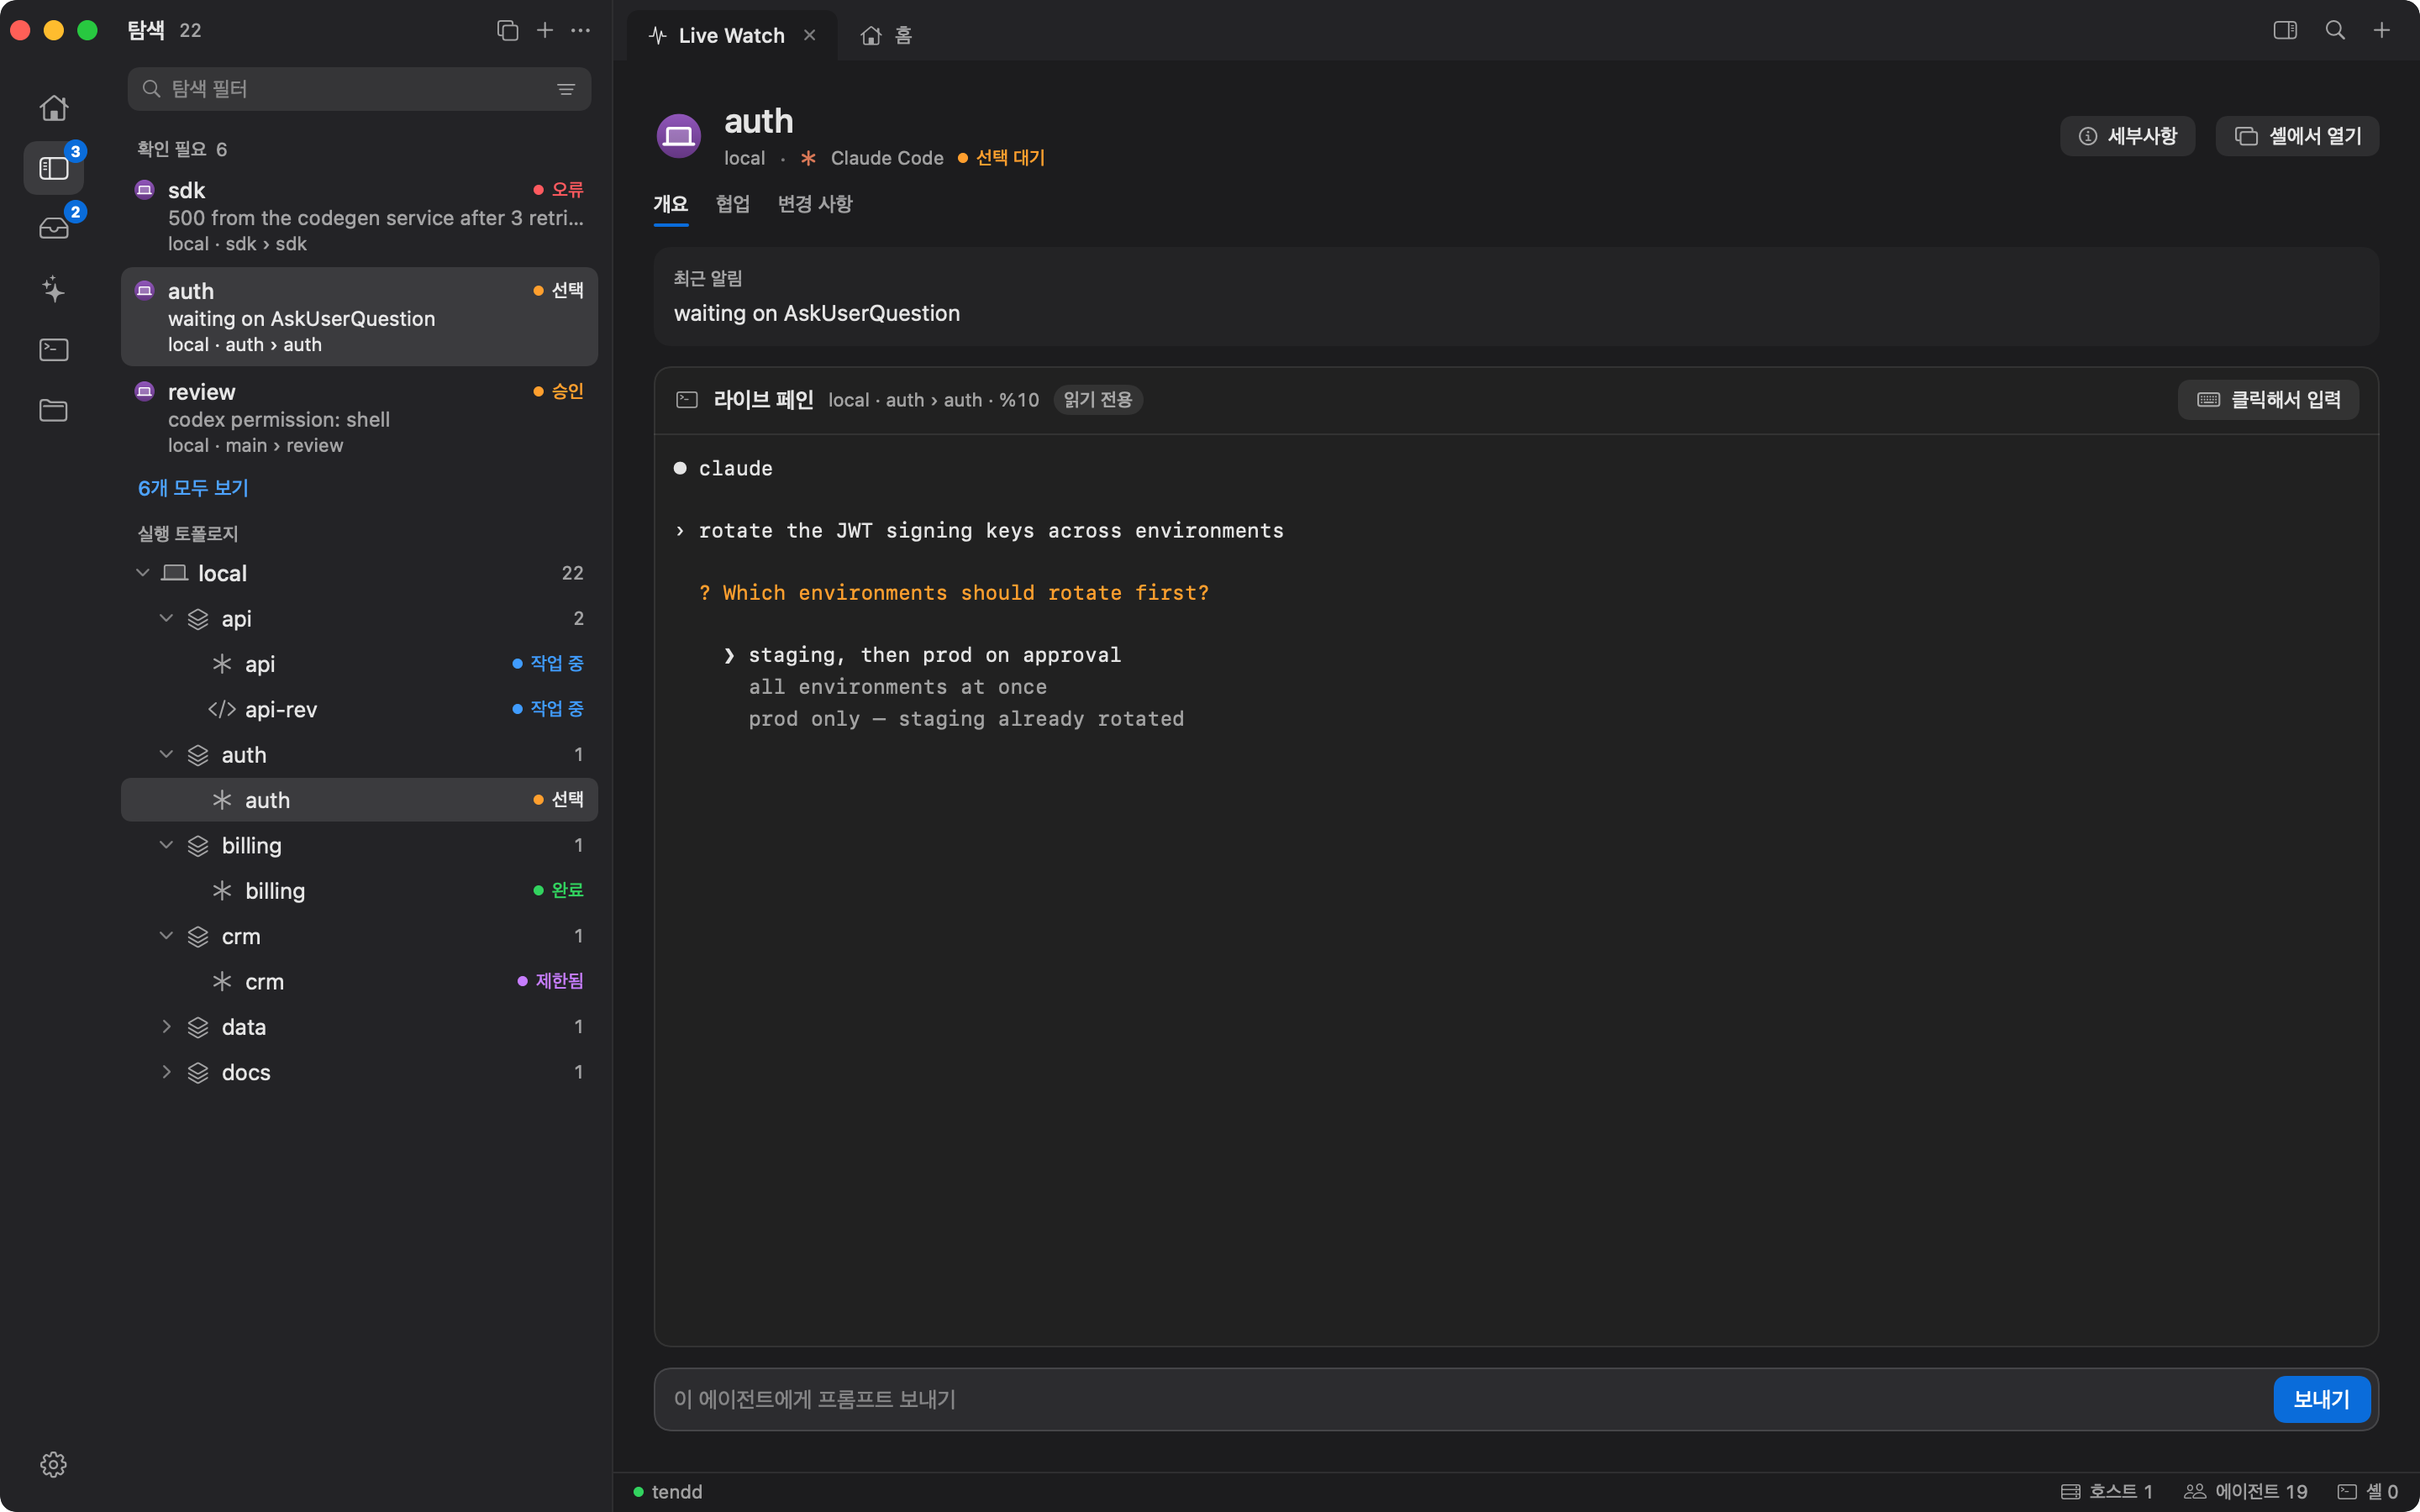 탐색 22
3
2
탐색 필터
확인 필요 6
sdk 오류
500 from the codegen service after 3 retri...
local · sdk › sdk
auth 선택
waiting on AskUserQuestion
local · auth › auth
review 승인
codex permission: shell
local · main › review
6개 모두 보기
실행 토폴로지
local 22
api 2
api 작업 중
</> api-rev 작업 중
auth 1
auth 선택
billing 1
billing 완료
crm 1
crm 제한됨
data 1
docs 1
Live Watch
홈
auth
local · Claude Code 선택 대기
세부사항
셸에서 열기
개요 협업 변경 사항
최근 알림
waiting on AskUserQuestion
라이브 페인 local · auth › auth · %10 읽기 전용
클릭해서 입력
● claude
› rotate the JWT signing keys across environments
? Which environments should rotate first?
❯ staging, then prod on approval
all environments at once
prod only — staging already rotated
이 에이전트에게 프롬프트 보내기
보내기
tendd
호스트 1 에이전트 19 셸 0